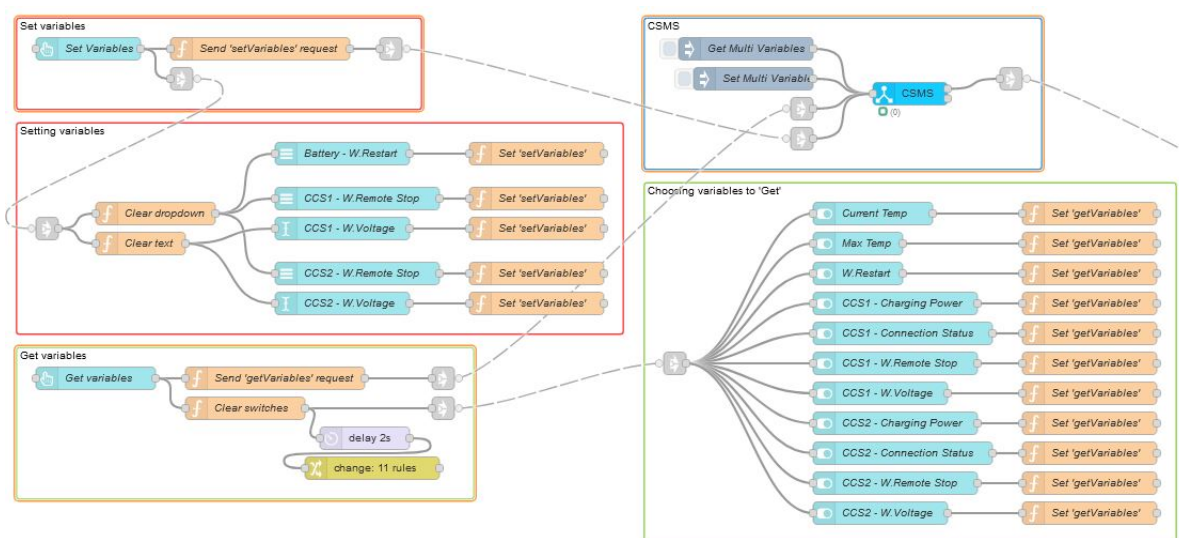 Set variables
Set Variables
Send 'setVariables' request
CSMS
Get Multi Variables
Set Multi Variable
CSMS
(0)
Setting variables
Clear dropdown
Clear text
Battery - W.Restart
Set 'setVariables'
CCS1 - W.Remote Stop
Set 'setVariables'
CCS1 - W.Voltage
Set 'setVariables'
CCS2 - W.Remote Stop
Set 'setVariables'
CCS2 - W.Voltage
Set 'setVariables'
Get variables
Get variables
Send 'getVariables' request
Clear switches
delay 2s
change: 11 rules
Choosing variables to 'Get'
Current Temp
Set 'getVariables'
Max Temp
Set 'getVariables'
W.Restart
Set 'getVariables'
CCS1 - Charging Power
Set 'getVariables'
CCS1 - Connection Status
Set 'getVariables'
CCS1 - W.Remote Stop
Set 'getVariables'
CCS1 - W.Voltage
Set 'getVariables'
CCS2 - Charging Power
Set 'getVariables'
CCS2 - Connection Status
Set 'getVariables'
CCS2 - W.Remote Stop
Set 'getVariables'
CCS2 - W.Voltage
Set 'getVariables'